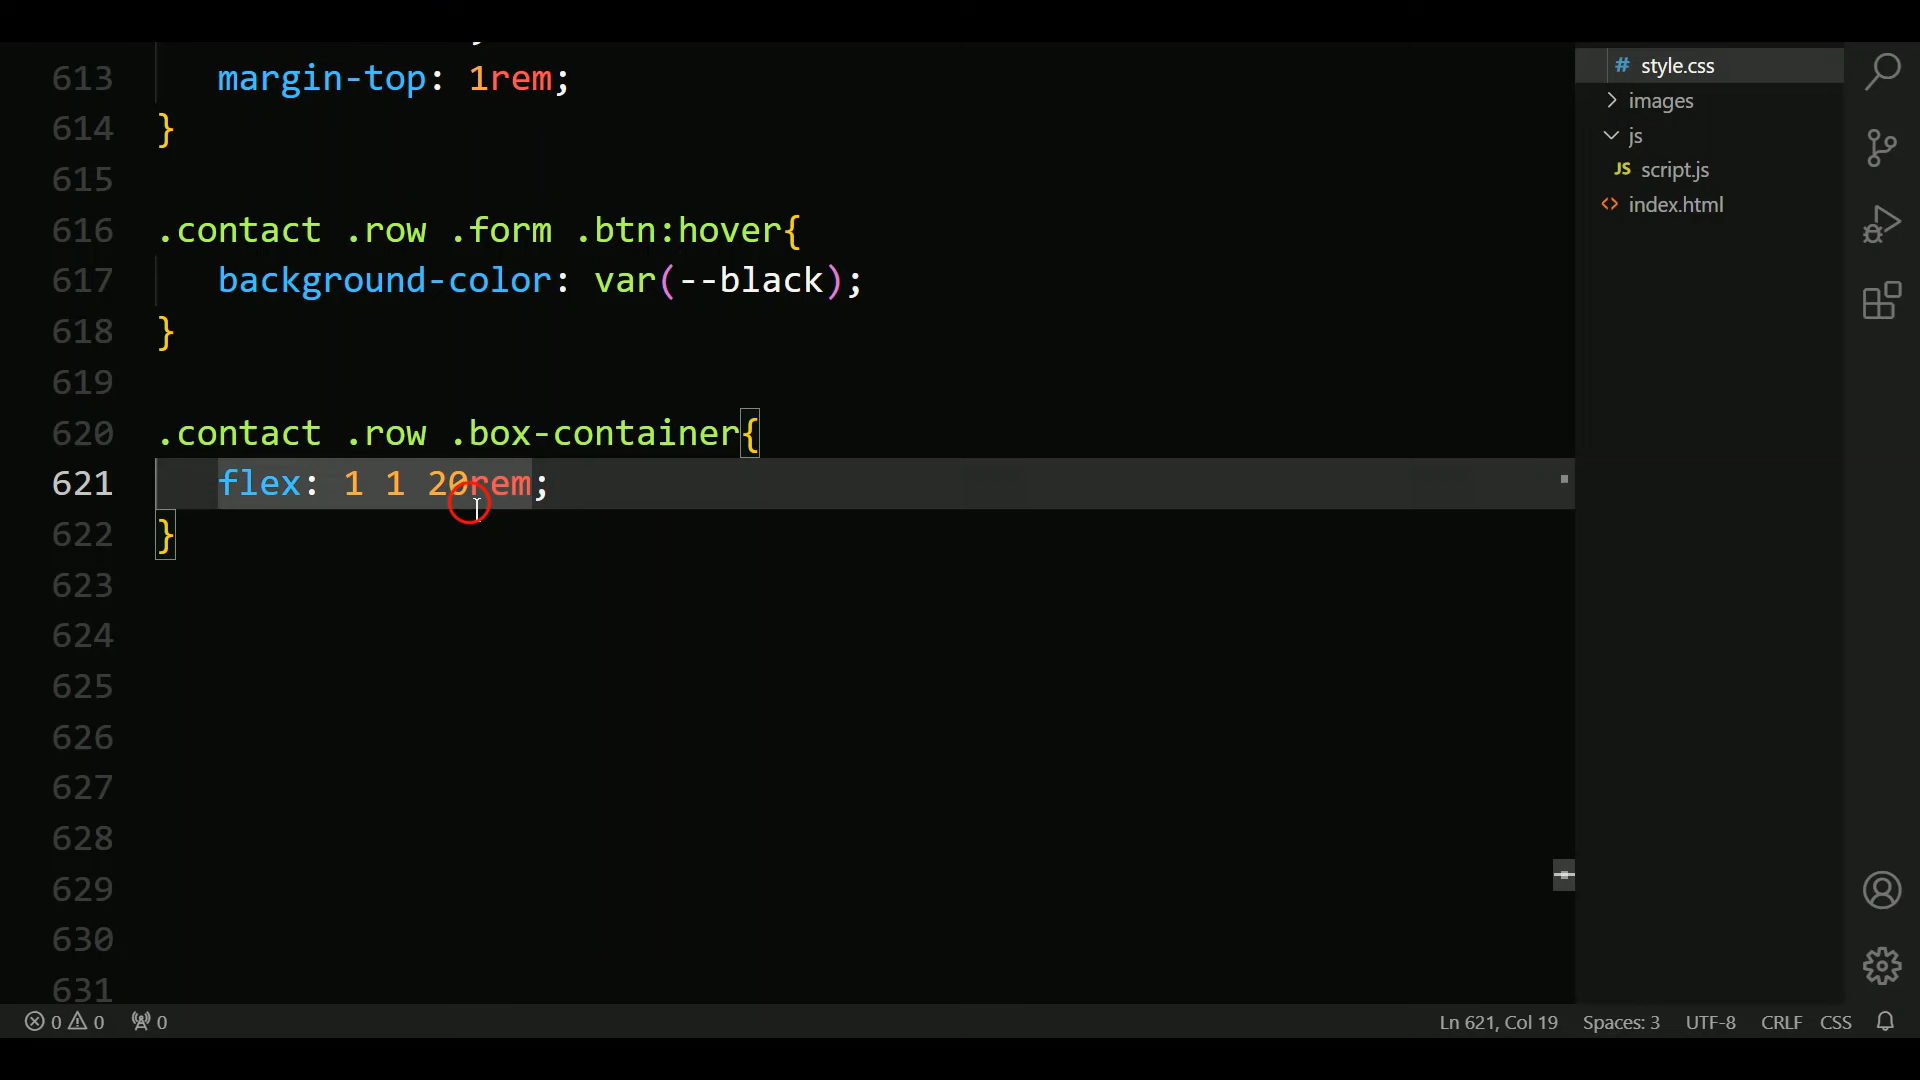 613 margin-top: 1rem;
614 }
615
616 .contact .row .form .btn:hover{
617 background-color: var(--black);
618 }
619
620 .contact .row .box-container{
621 flex: 1 1 20rem;
622 }
623
624
625
626
627
628
629
630
631
# style.css
images
js
JS script.js
<> index.html
0 0 0
Ln 621, Col 19 Spaces: 3 UTF-8 CRLF CSS